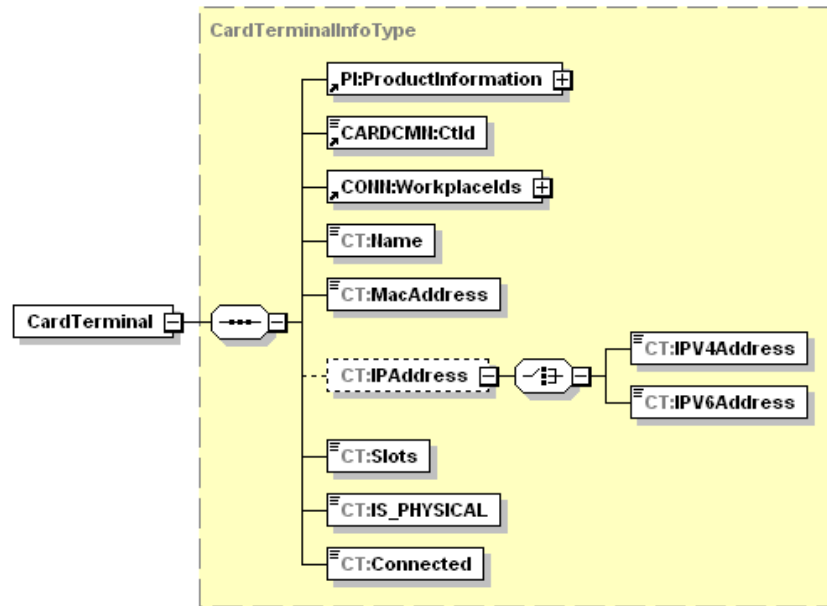 CardTerminalInfoType
PI:ProductInformation
CARDCMN:CtId
CONN:WorkplaceIds
CT:Name
CT:MacAddress
CardTerminal
CT:IPAddress
CT:IPV4Address
CT:IPV6Address
CT:Slots
CT:IS_PHYSICAL
CT:Connected